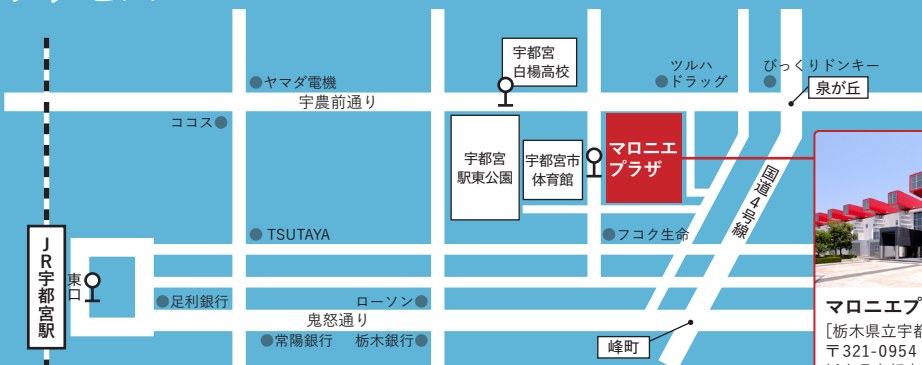 宇都宮
白楊高校
ツルハ
ドラッグ
びっくりドンキー
泉が丘
ヤマダ電機
宇農前通り
ココス
宇都宮
駅東公園
宇都宮市
体育館
マロニエ
プラザ
国道4号線
TSUTAYA
フコク生命
JR宇都宮駅
東口
足利銀行
ローソン
鬼怒通り
常陽銀行
栃木銀行
峰町
マロニエプ
[栃木県立宇都
〒321-0954